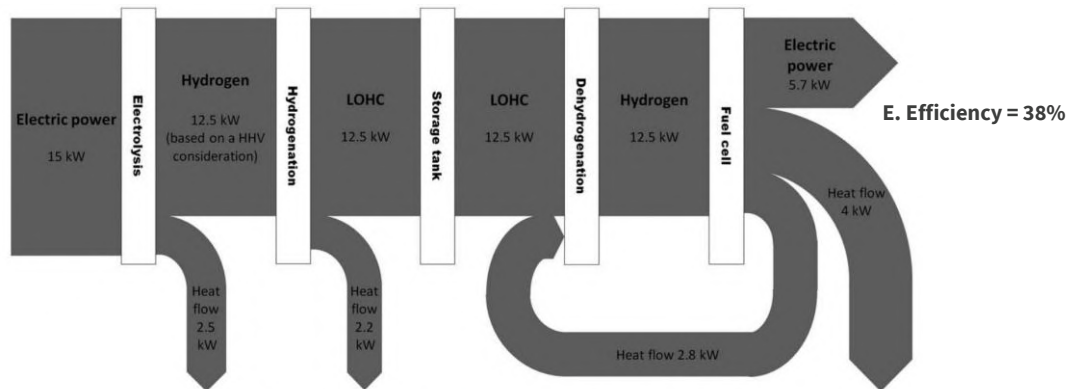 Electric power
15 kW
Electrolysis
Hydrogen
12.5 kW
(based on a HHV
consideration)
Heat
flow
2.5
kW
Hydrogenation
LOHC
12.5 kW
Heat
flow
2.2
kW
Storage tank
LOHC
12.5 kW
Dehydrogenation
Hydrogen
12.5 kW
Fuel cell
Heat flow 2.8 kW
Electric
power
5.7 kW
Heat flow
4 kW
E. Efficiency = 38%